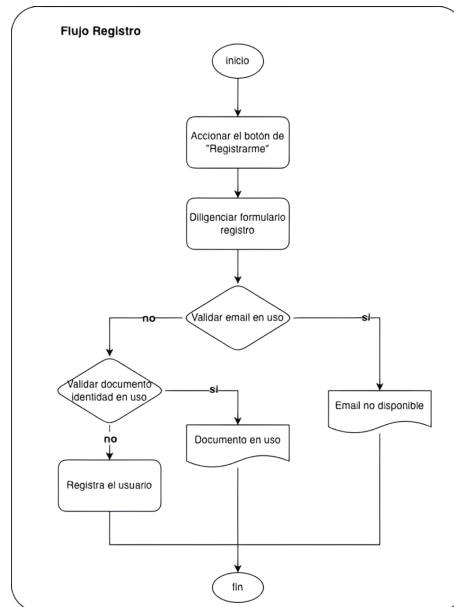 Flujo Registro
inicio
Accionar el botón de
"Registrarme"
Diligenciar formulario
registro
Validar email en uso
no
si
Validar documento
identidad en uso
si
Email no disponible
no
Documento en uso
Registra el usuario
fin